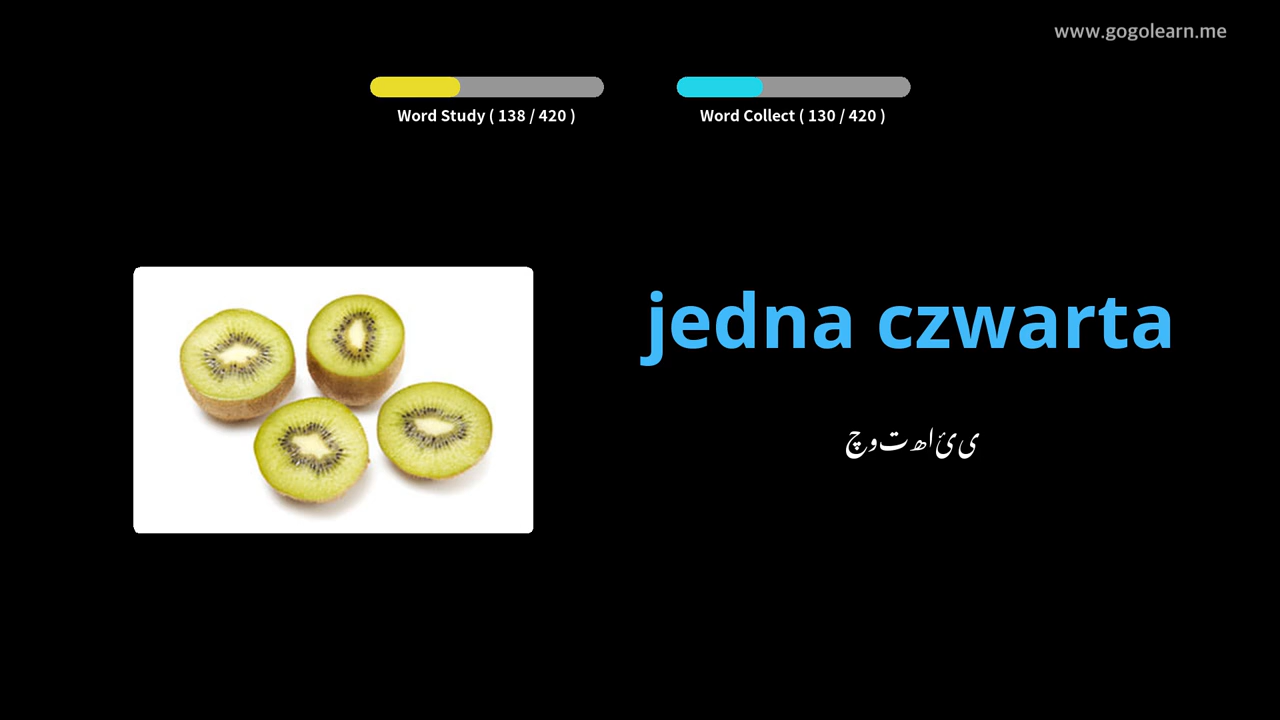 www.gogolearn.me
Word Study ( 138 / 420 )
Word Collect ( 130 / 420 )
jedna czwarta
چوتھائی